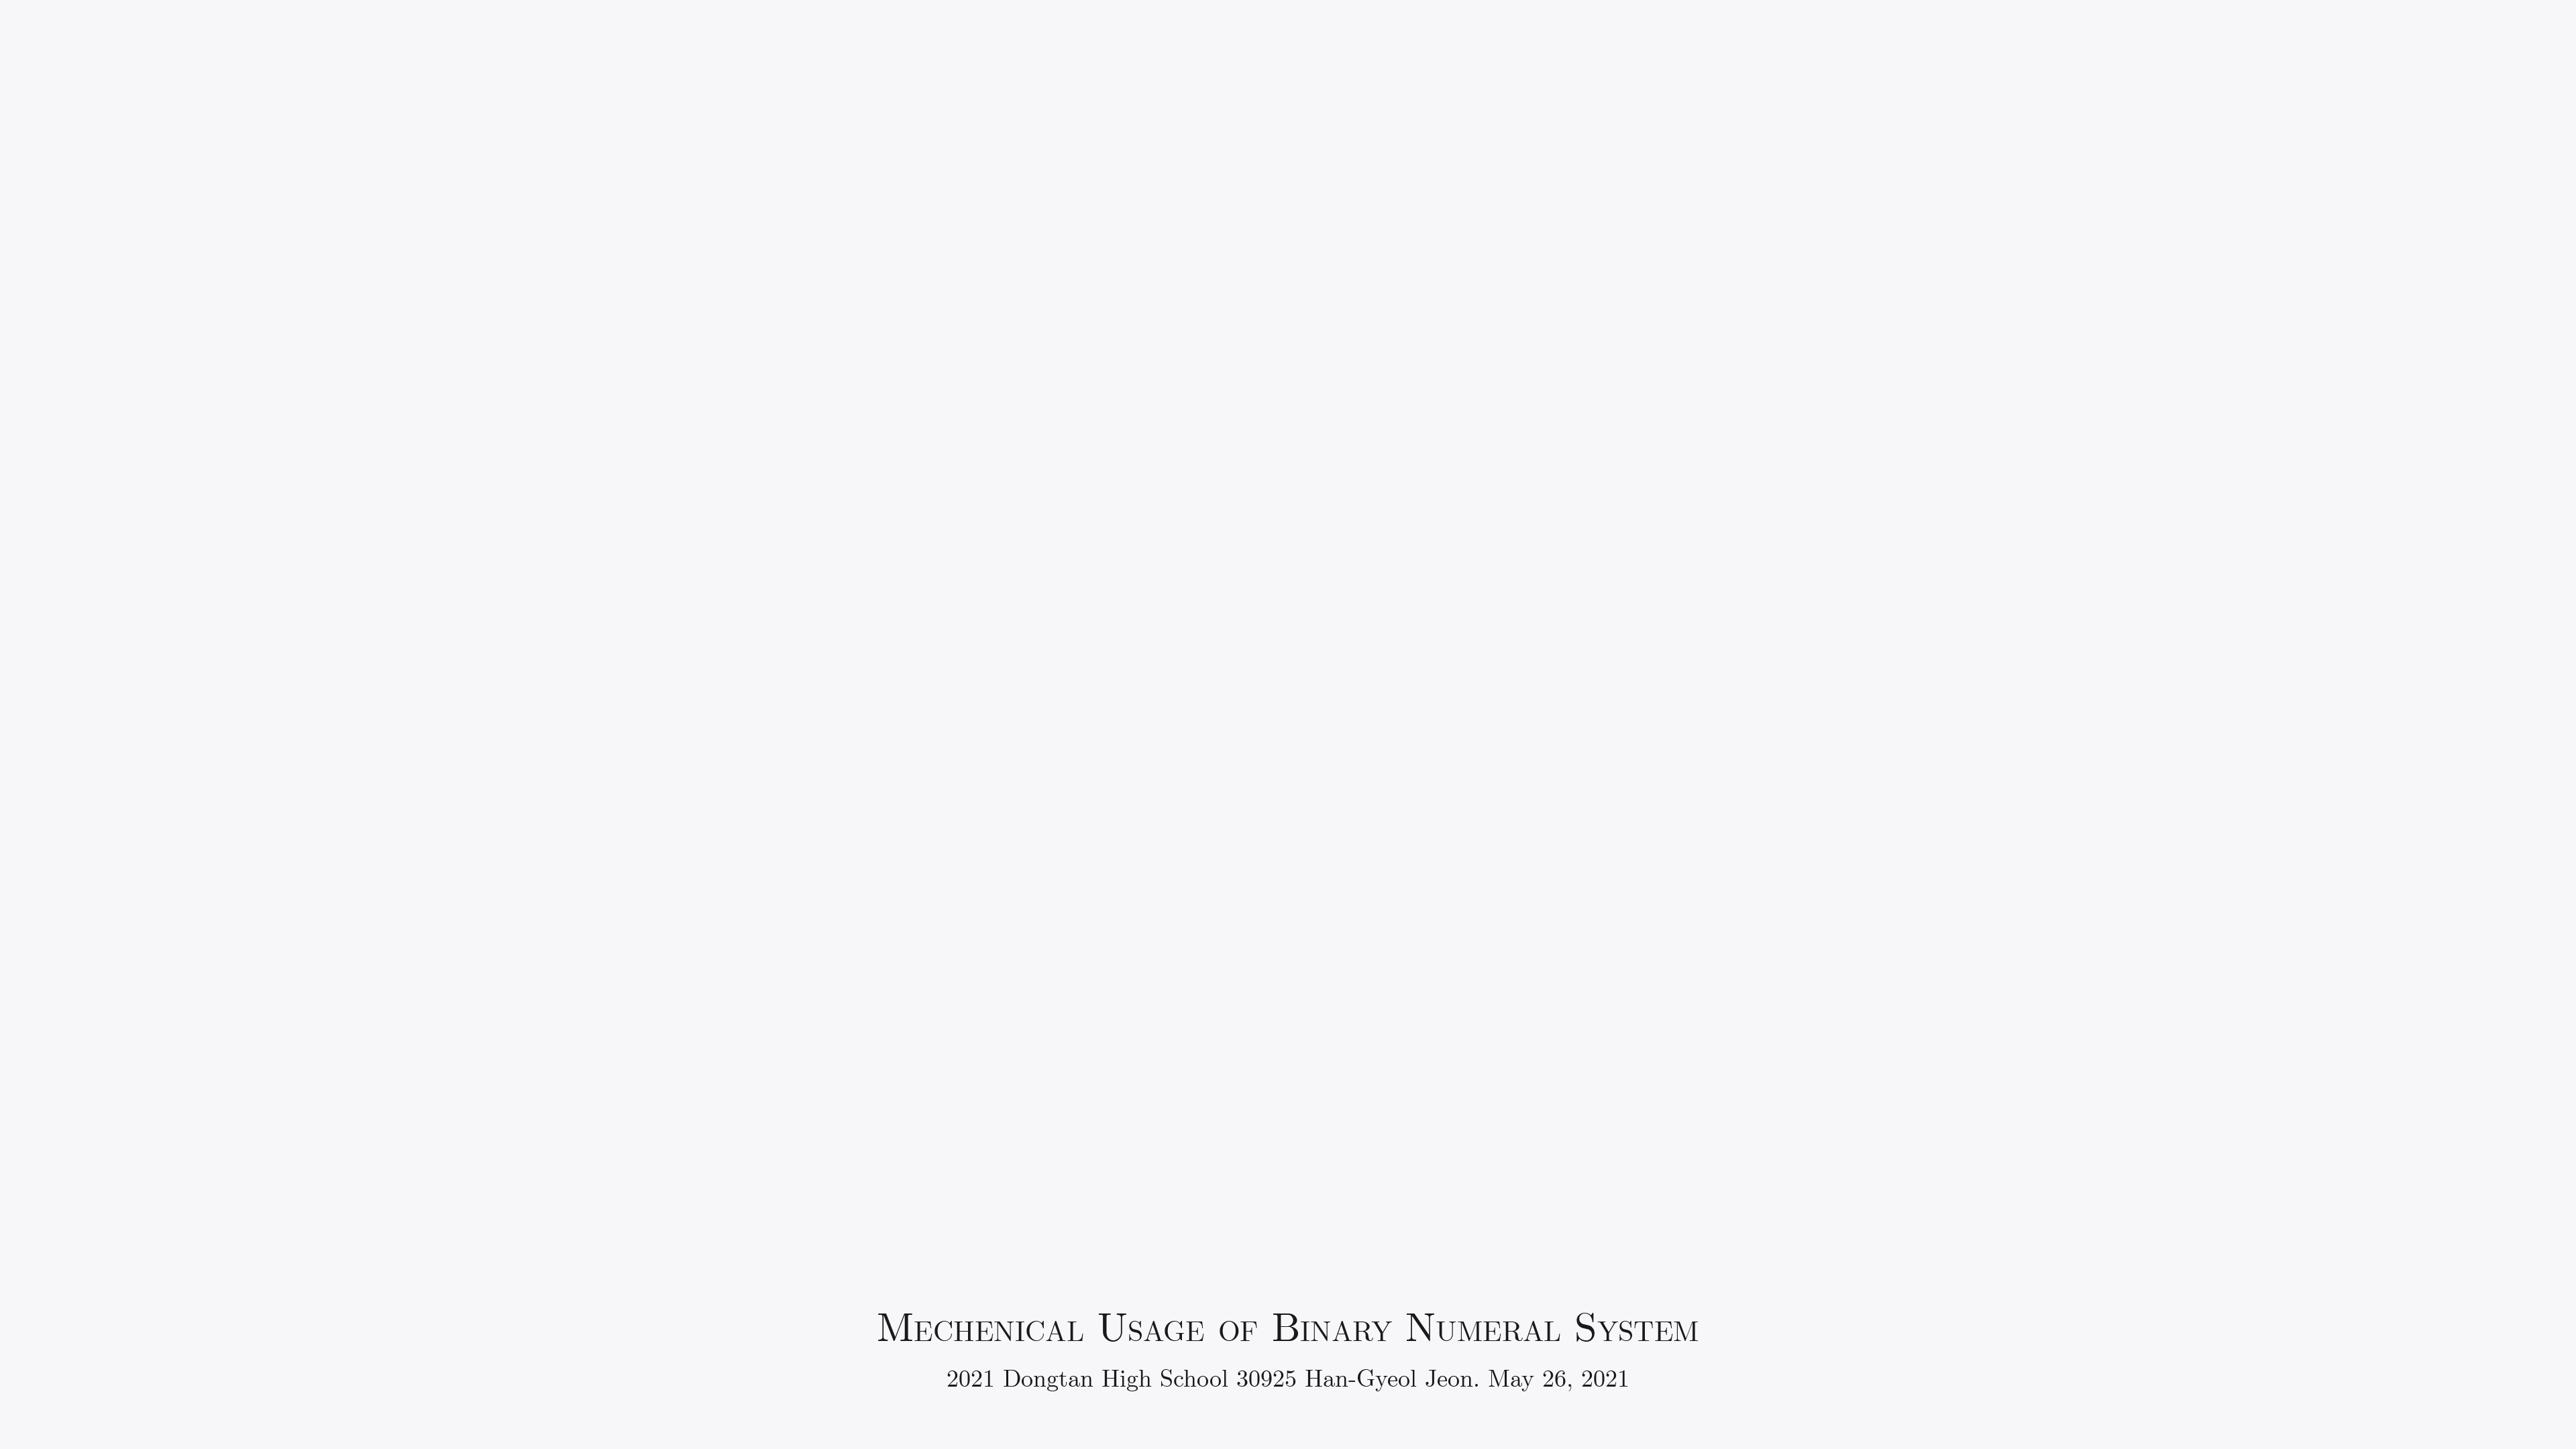 Mechenical Usage of Binary Numeral System
2021 Dongtan High School 30925 Han-Gyeol Jeon. May 26, 2021